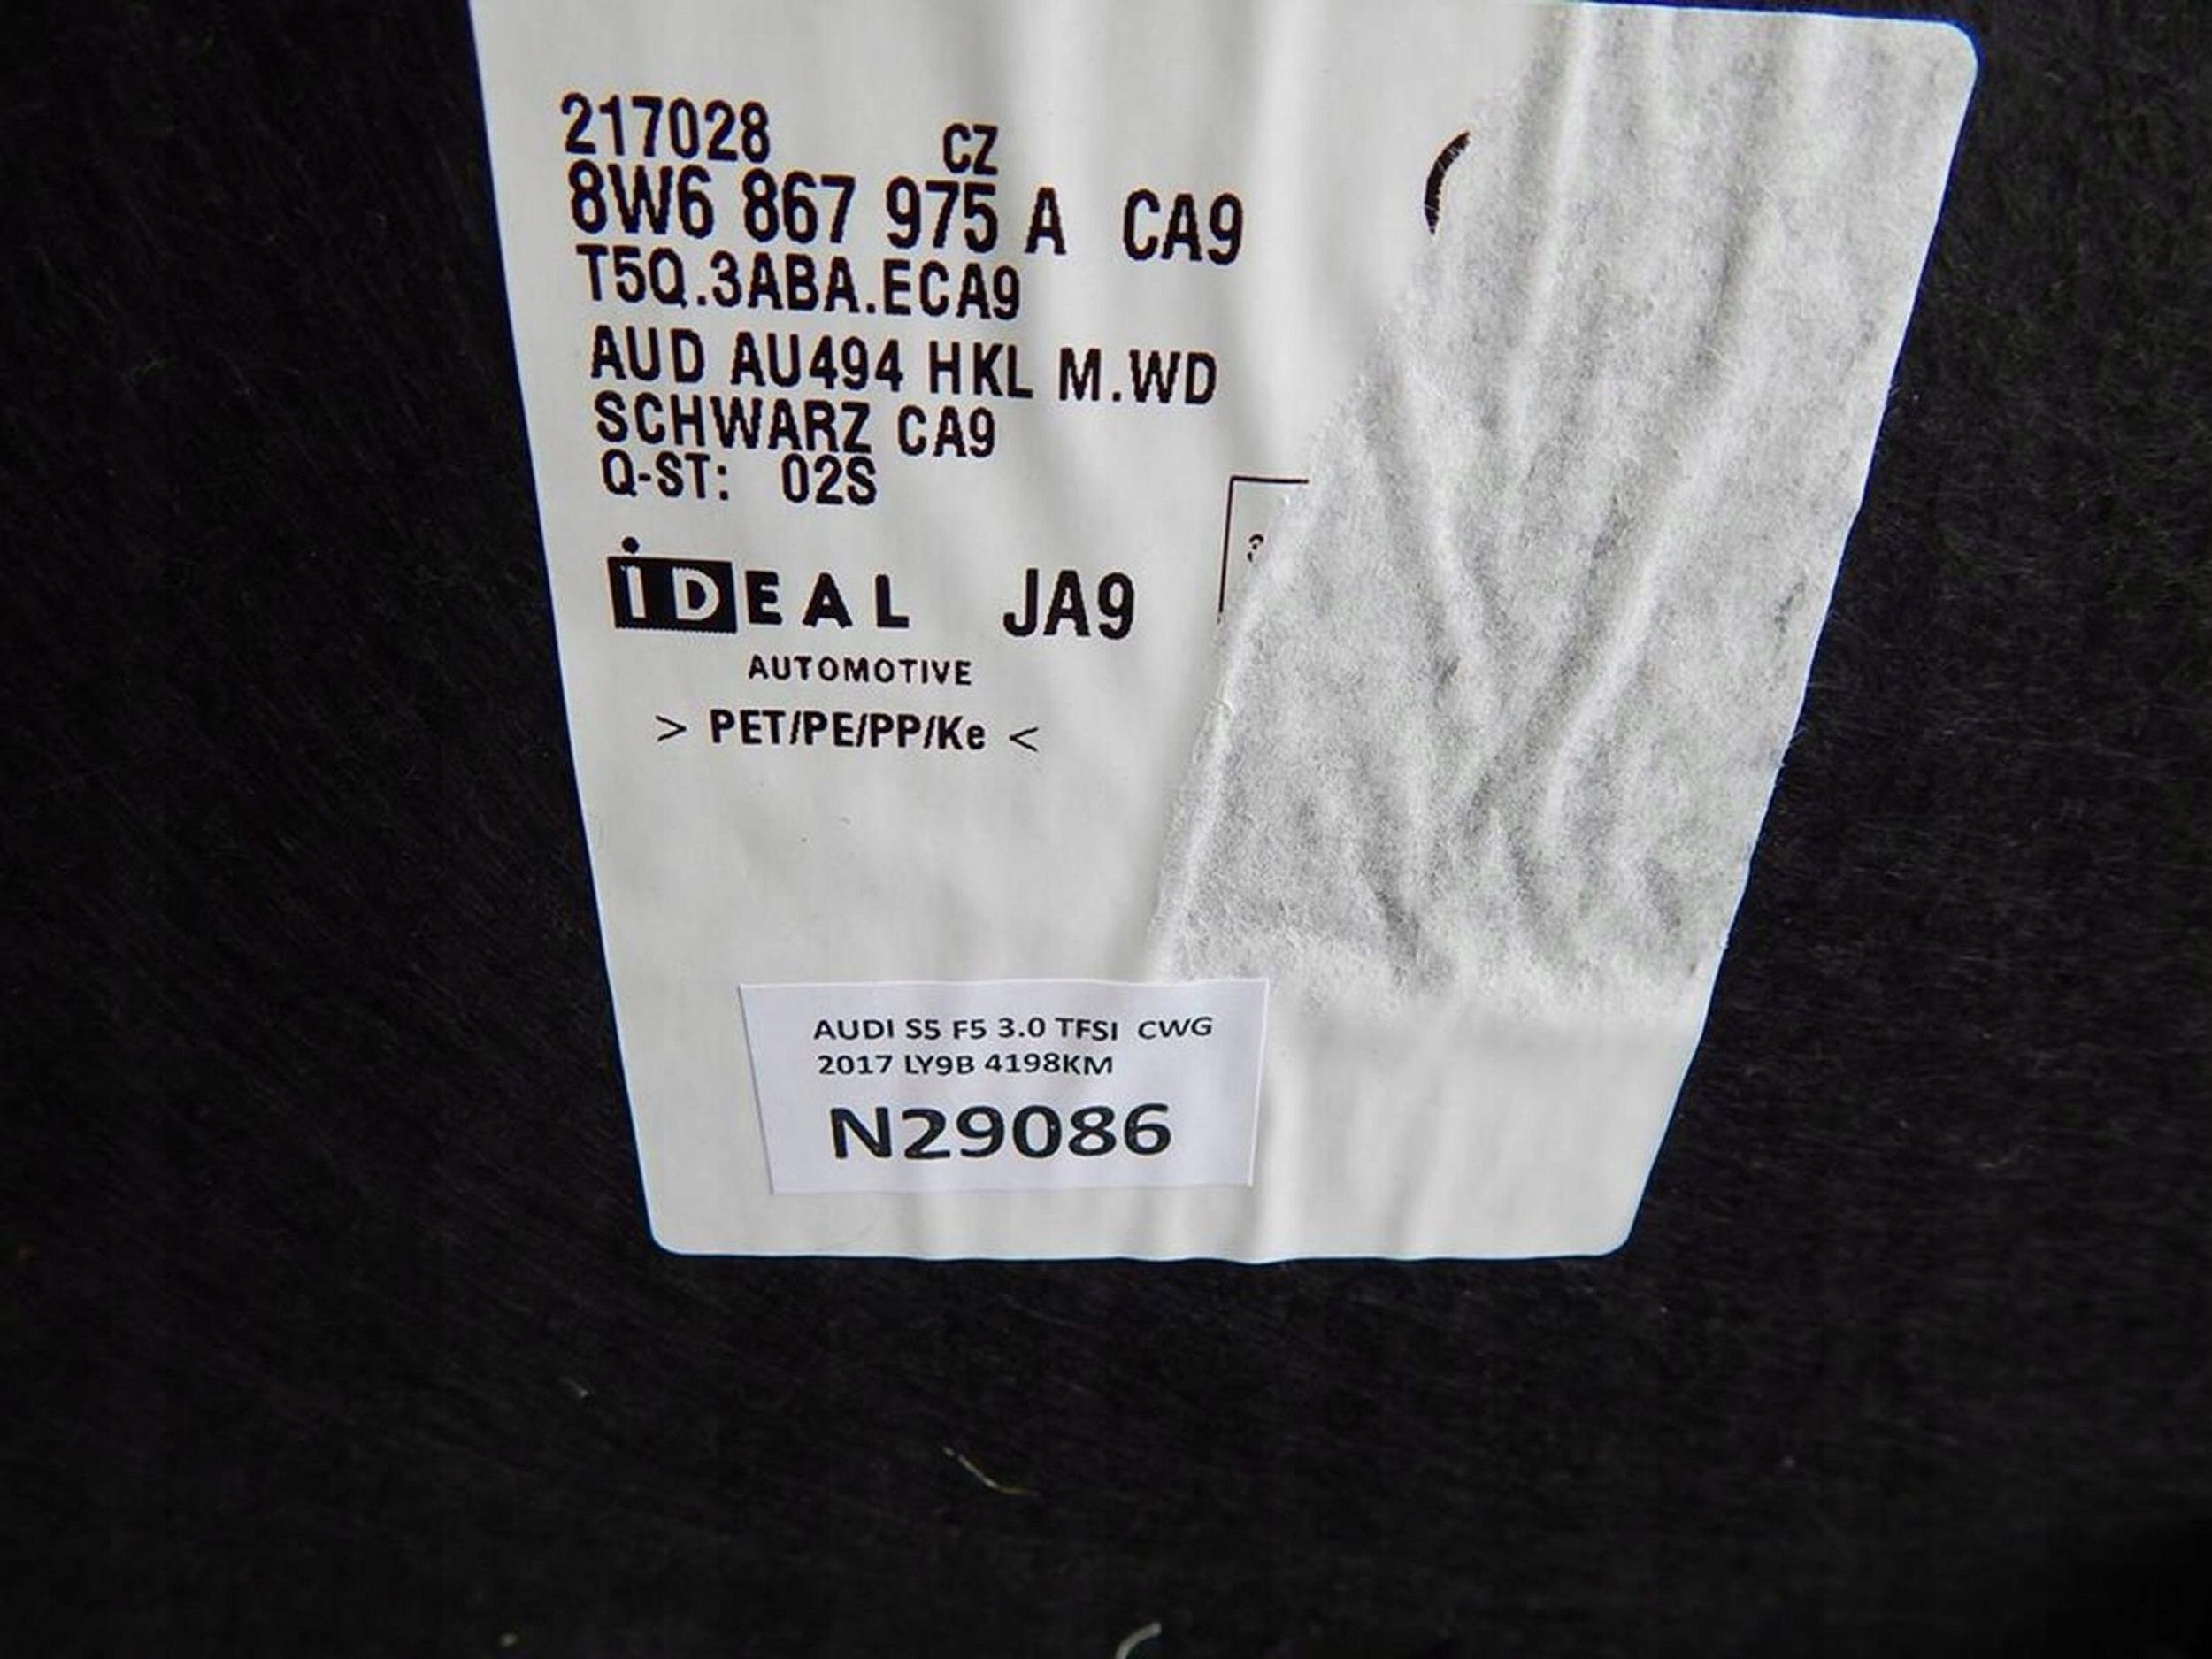 217028 CZ
8W6 867 975 A CA9
T5Q.3ABA.ECA9
AUD AU494 HKL M.WD
SCHWARZ CA9
Q-ST: 02S
iDEAL JA9
AUTOMOTIVE
> PET/PE/PP/Ke <
AUDI S5 F5 3.0 TFSI CWG
2017 LY9B 4198KM
N29086